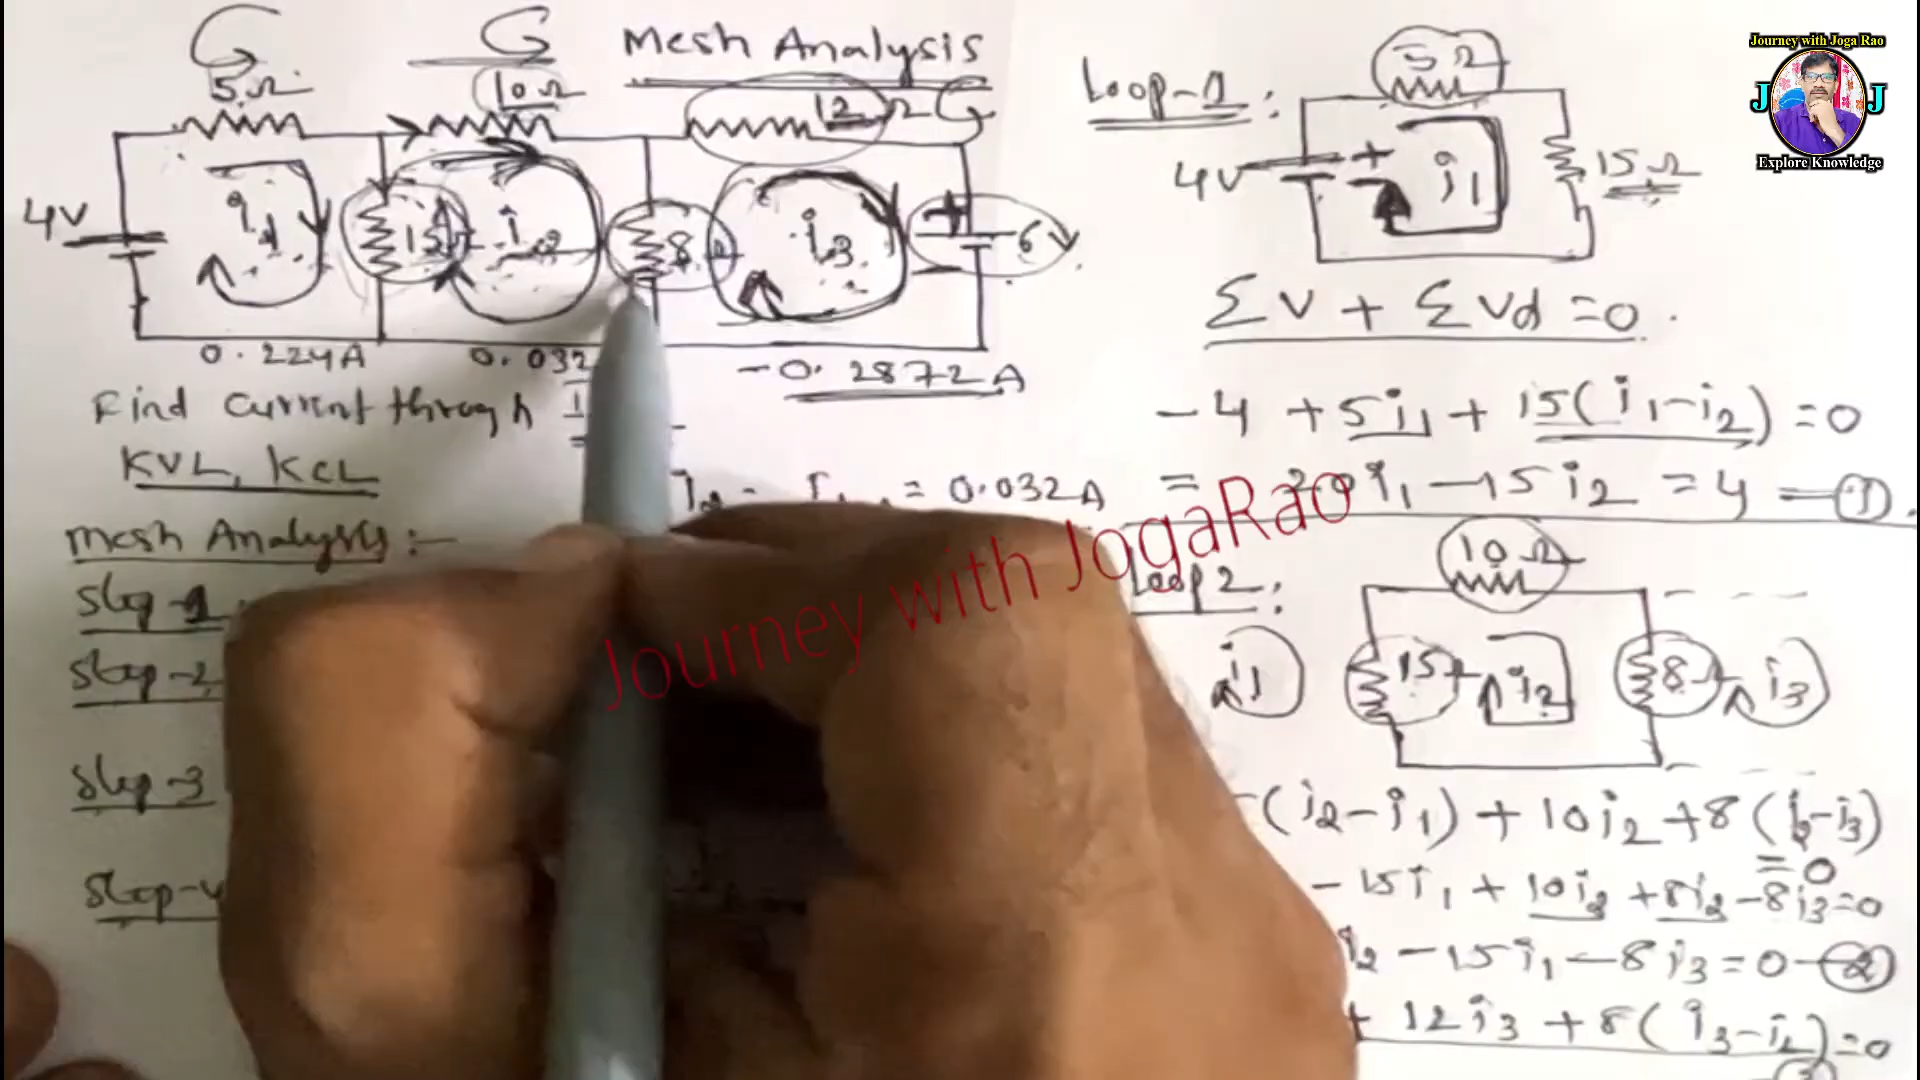 Mesh Analysis
5Ω
10Ω
12Ω
4V
i1
15Ω
i2
8Ω
i3
+
6V
0.224A
0.032
-0.2872A
Find current through
KVL, KCL
= 0.032A
Mesh Analysis:-
Step-1
Step-2
Step-3
Step-4
Loop-1:
5Ω
4V
+
i1
15Ω
ΣV + ΣVd = 0.
-4 + 5i1 + 15(i1-i2) = 0
= 20i1 - 15i2 = 4 — ①.
Loop 2:
10Ω
i1
15
i2
8
i3
(i2-i1) + 10i2 + 8(i2-i3)
= 0
- 15i1 + 10i2 + 8i2 - 8i3 = 0
i2 - 15i1 - 8i3 = 0 — ②
+ 12i3 + 8(i3-i2) = 0
③
Journey with JogaRao
Journey with Joga Rao
J J
Explore Knowledge